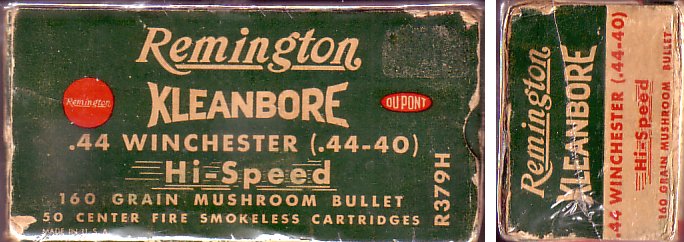 Remington
KLEANBORE
Remington
DU PONT
.44 WINCHESTER (.44-40)
Hi-Speed
160 GRAIN MUSHROOM BULLET
50 CENTER FIRE SMOKELESS CARTRIDGES
MADE IN U.S.A.
R379H
Remington
KLEANBORE
.44 WINCHESTER (.44-40)
Hi-Speed
160 GRAIN MUSHROOM BULLET